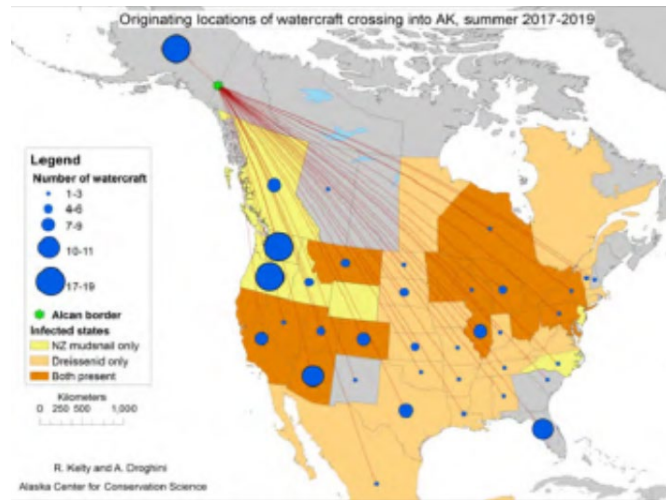 Originating locations of watercraft crossing into AK, summer 2017-2019
Legend
Number of watercraft
1-3
4-6
7-9
10-11
17-19
Alcan border
Infected states
NZ mudsnail only
Dreissenid only
Both present
Kilometers
0 250 500 1,000
R. Kelty and A. Droghini
Alaska Center for Conservation Science